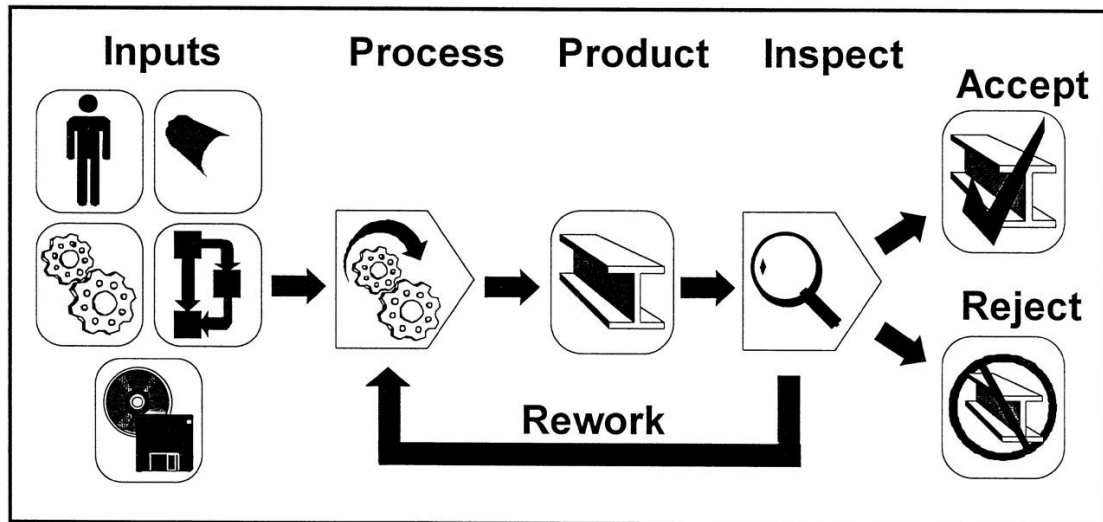 Inputs
Process
Product
Inspect
Accept
Reject
Rework